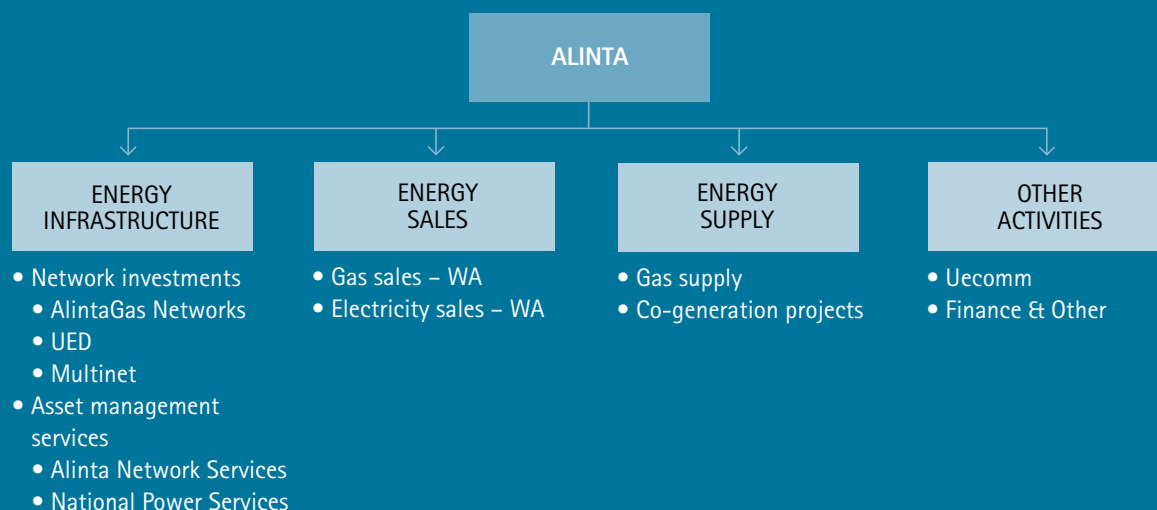 ALINTA
ENERGY
INFRASTRUCTURE
• Network investments
• AlintaGas Networks
• UED
• Multinet
• Asset management
services
• Alinta Network Services
• National Power Services
ENERGY
SALES
• Gas sales – WA
• Electricity sales – WA
ENERGY
SUPPLY
• Gas supply
• Co-generation projects
OTHER
ACTIVITIES
• Uecomm
• Finance & Other